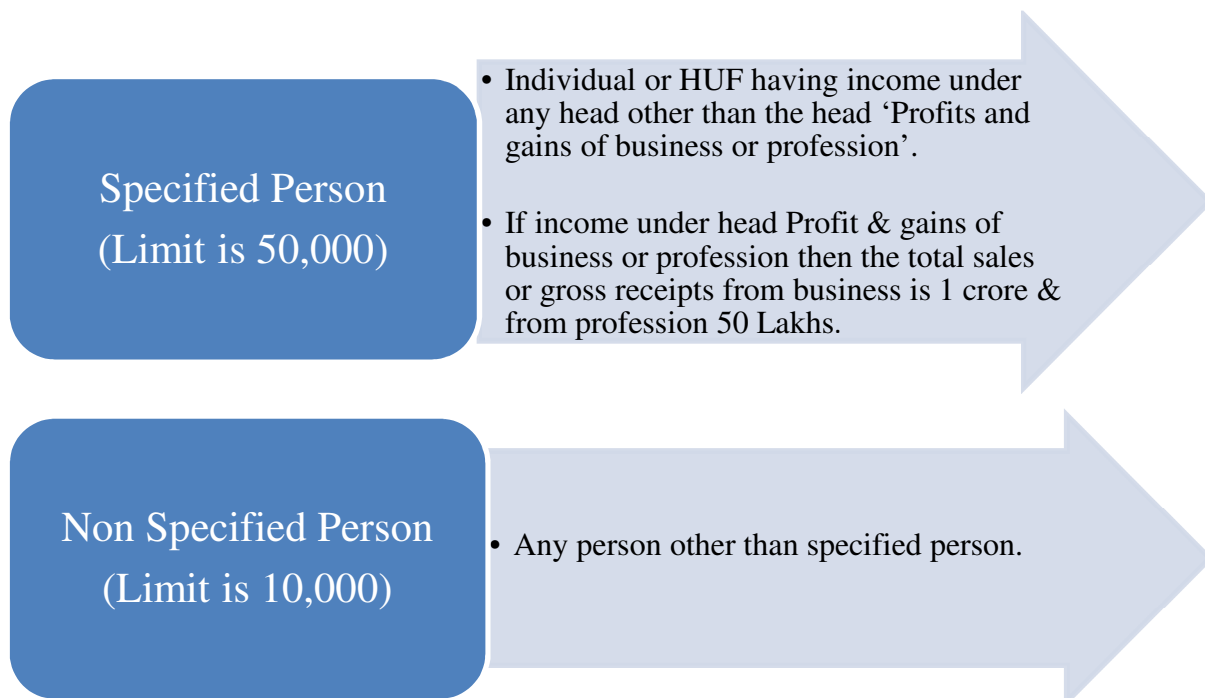 Specified Person
(Limit is 50,000)
• Individual or HUF having income under
any head other than the head ‘Profits and
gains of business or profession’.
• If income under head Profit & gains of
business or profession then the total sales
or gross receipts from business is 1 crore &
from profession 50 Lakhs.
Non Specified Person
(Limit is 10,000)
• Any person other than specified person.